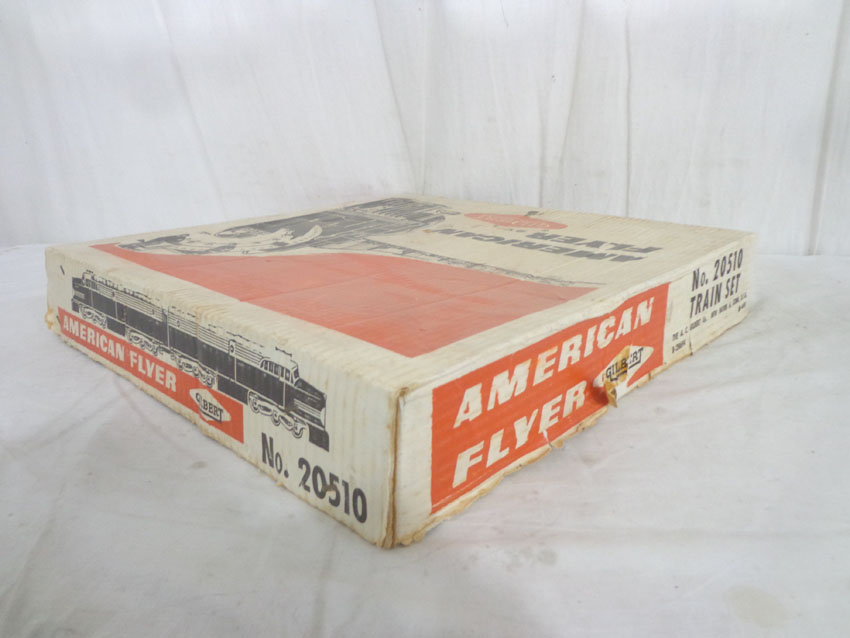 AMERICAN
FLYER
AMERICAN FLYER
GILBERT
No. 20510
AMERICAN
FLYER
GILBERT
No. 20510
TRAIN SET